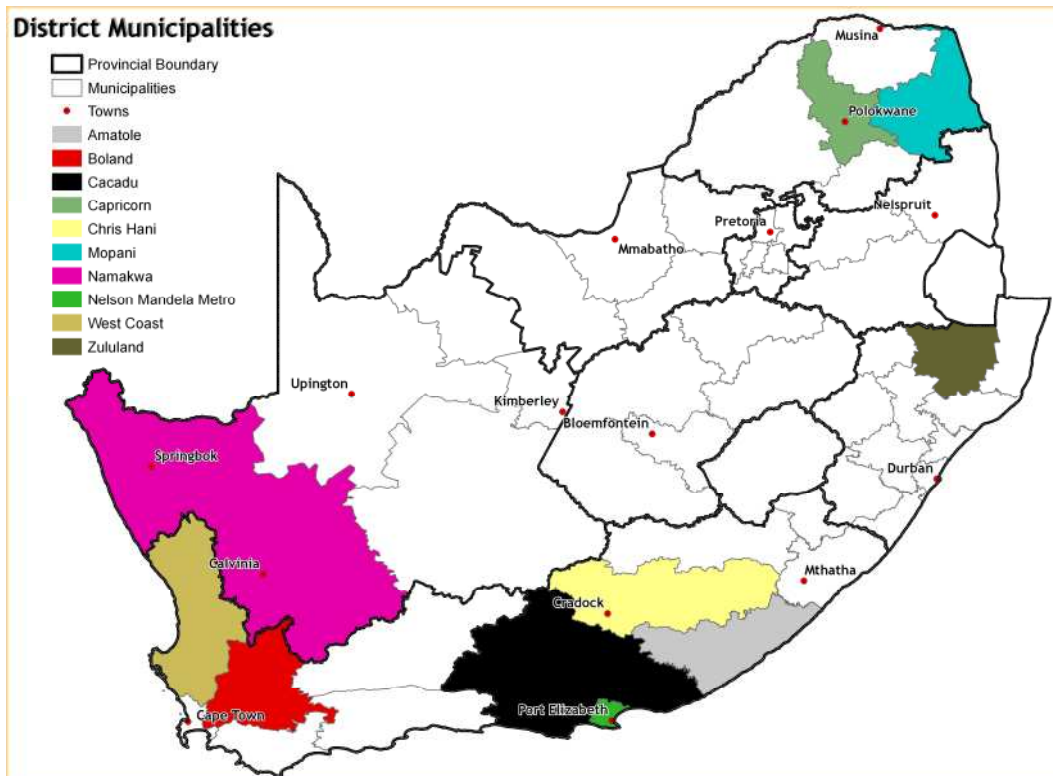 District Municipalities
Provincial Boundary
Municipalities
Towns
Amatole
Boland
Cacadu
Capricorn
Chris Hani
Mopani
Namakwa
Nelson Mandela Metro
West Coast
Zululand
Musina
Polokwane
Nelspruit
Pretoria
Mmabatho
Upington
Kimberley
Bloemfontein
Springbok
Durban
Calvinia
Mthatha
Cradock
Port Elizabeth
Cape Town